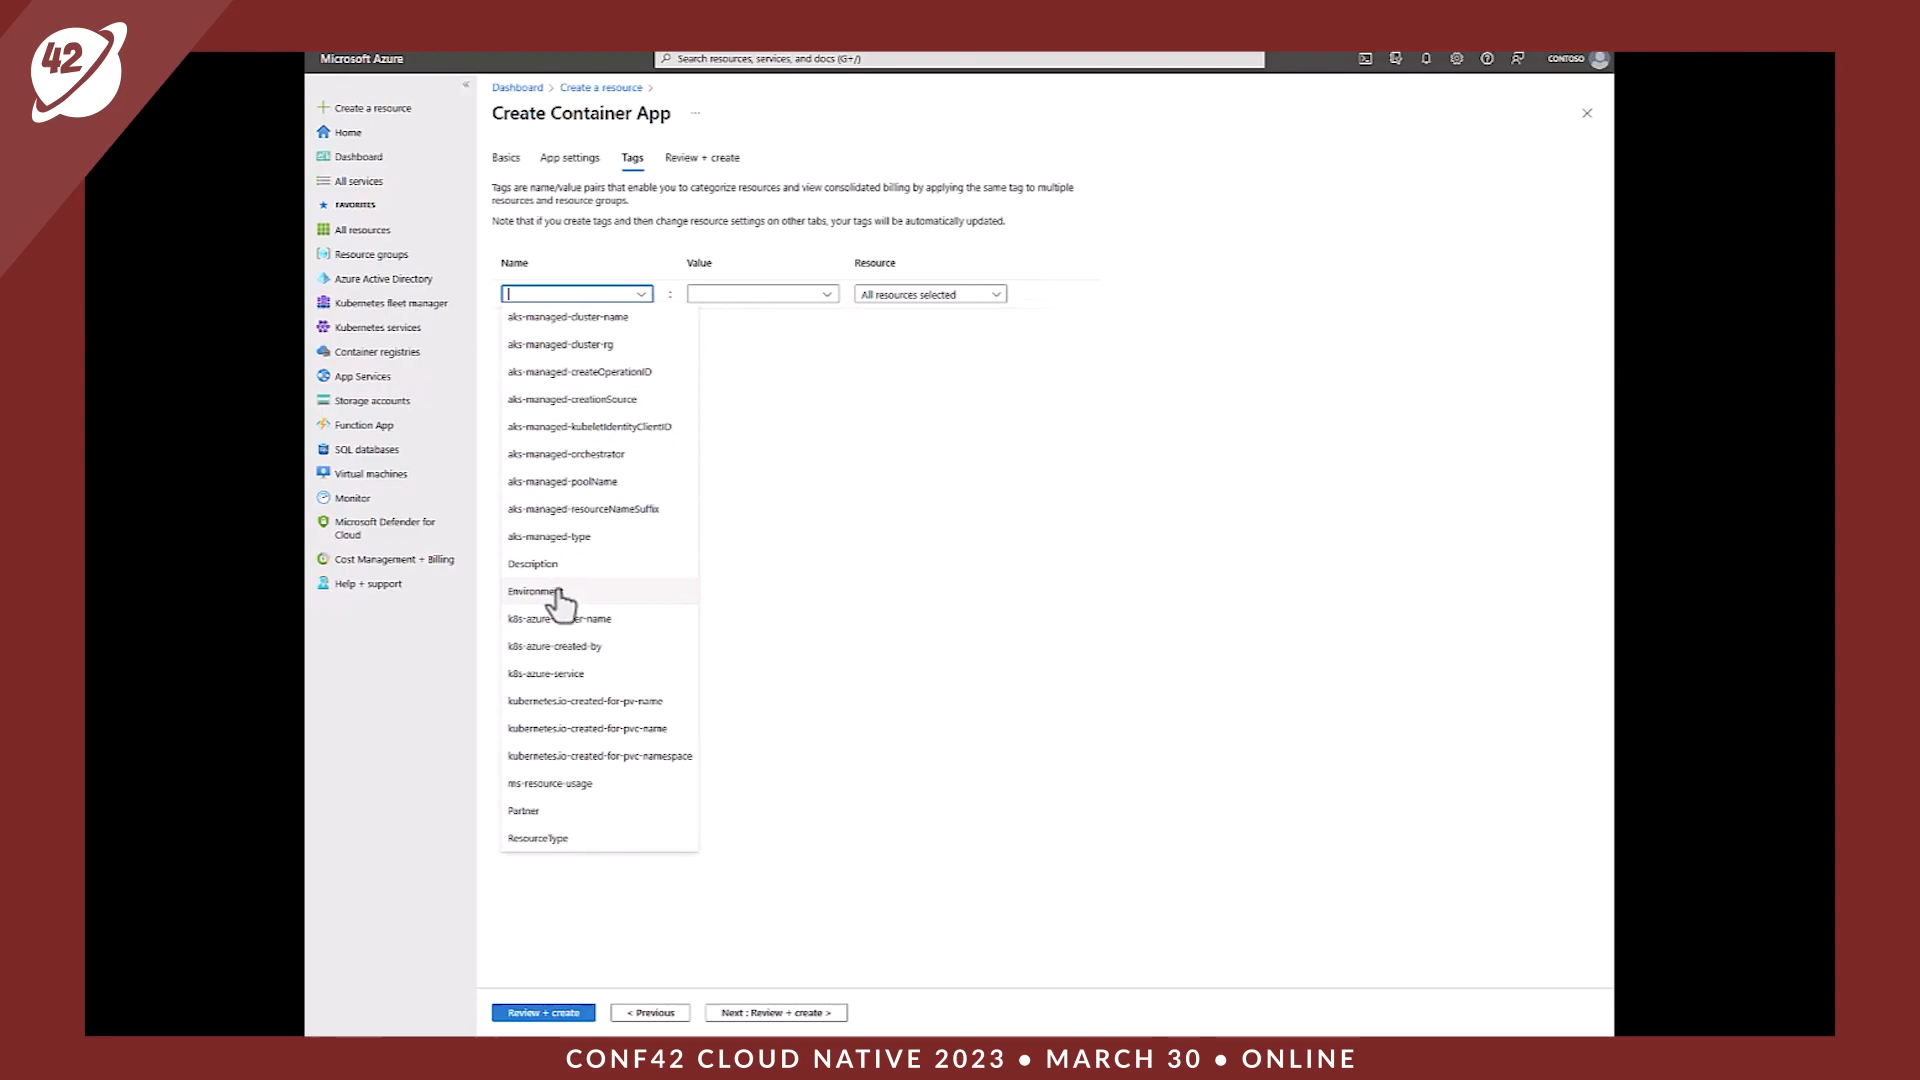 42
Microsoft Azure
Search resources, services, and docs (G+/)
CONTOSO
Create a resource
Home
Dashboard
All services
FAVORITES
All resources
Resource groups
Azure Active Directory
Kubernetes fleet manager
Kubernetes services
Container registries
App Services
Storage accounts
Function App
SQL databases
Virtual machines
Monitor
Microsoft Defender for
Cloud
Cost Management + Billing
Help + support
Dashboard > Create a resource >
Create Container App ...
Basics App settings Tags Review + create
Tags are name/value pairs that enable you to categorize resources and view consolidated billing by applying the same tag to multiple
resources and resource groups.
Note that if you create tags and then change resource settings on other tabs, your tags will be automatically updated.
Name Value Resource
: All resources selected
aks-managed-cluster-name
aks-managed-cluster-rg
aks-managed-createOperationID
aks-managed-creationSource
aks-managed-kubeletIdentityClientID
aks-managed-orchestrator
aks-managed-poolName
aks-managed-resourceNameSuffix
aks-managed-type
Description
Environme
k8s-azure- er-name
k8s-azure-created-by
k8s-azure-service
kubernetes.io-created-for-pv-name
kubernetes.io-created-for-pvc-name
kubernetes.io-created-for-pvc-namespace
ms-resource-usage
Partner
ResourceType
Review + create < Previous Next : Review + create >
CONF42 CLOUD NATIVE 2023 • MARCH 30 • ONLINE